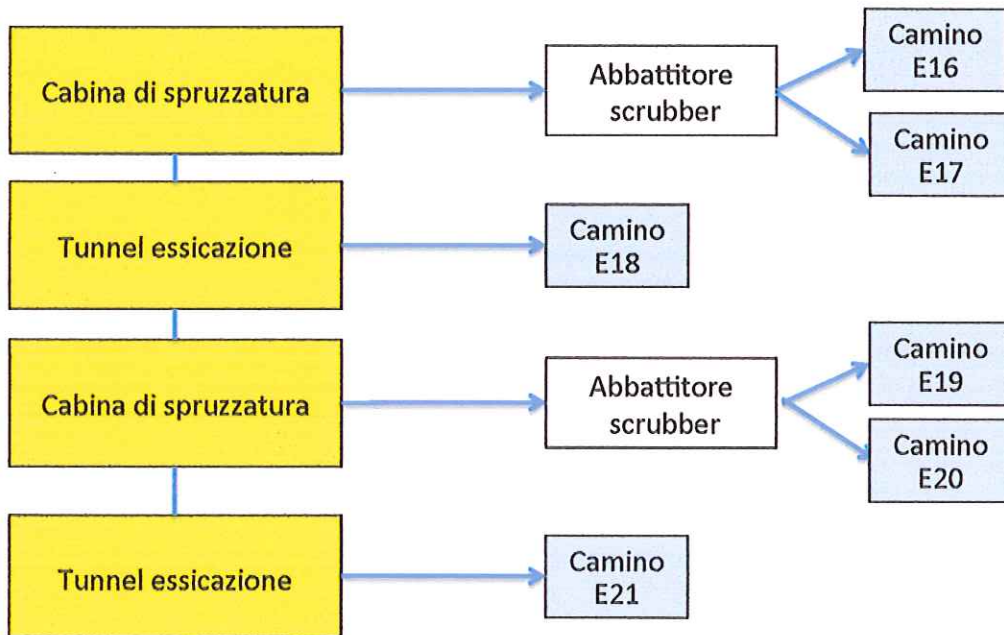 Cabina di spruzzatura
Abbattitore
scrubber
Camino
E16
Camino
E17
Tunnel essicazione
Camino
E18
Cabina di spruzzatura
Abbattitore
scrubber
Camino
E19
Camino
E20
Tunnel essicazione
Camino
E21